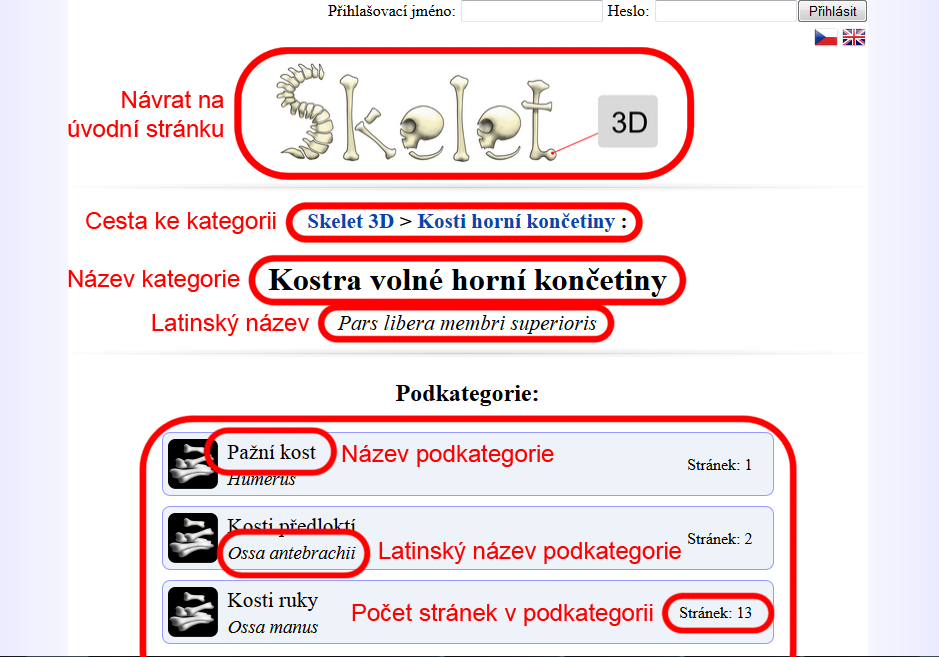 Přihlašovací jméno: Heslo: Přihlásit
Návrat na
úvodní stránku
Skelet
3D
Cesta ke kategorii
Skelet 3D > Kosti horní končetiny :
Název kategorie
Kostra volné horní končetiny
Latinský název
Pars libera membri superioris
Podkategorie:
Pažní kost
Název podkategorie
Humerus
Stránek: 1
Kosti předloktí
Ossa antebrachii
Latinský název podkategorie
Stránek: 2
Kosti ruky
Ossa manus
Počet stránek v podkategorii
Stránek: 13